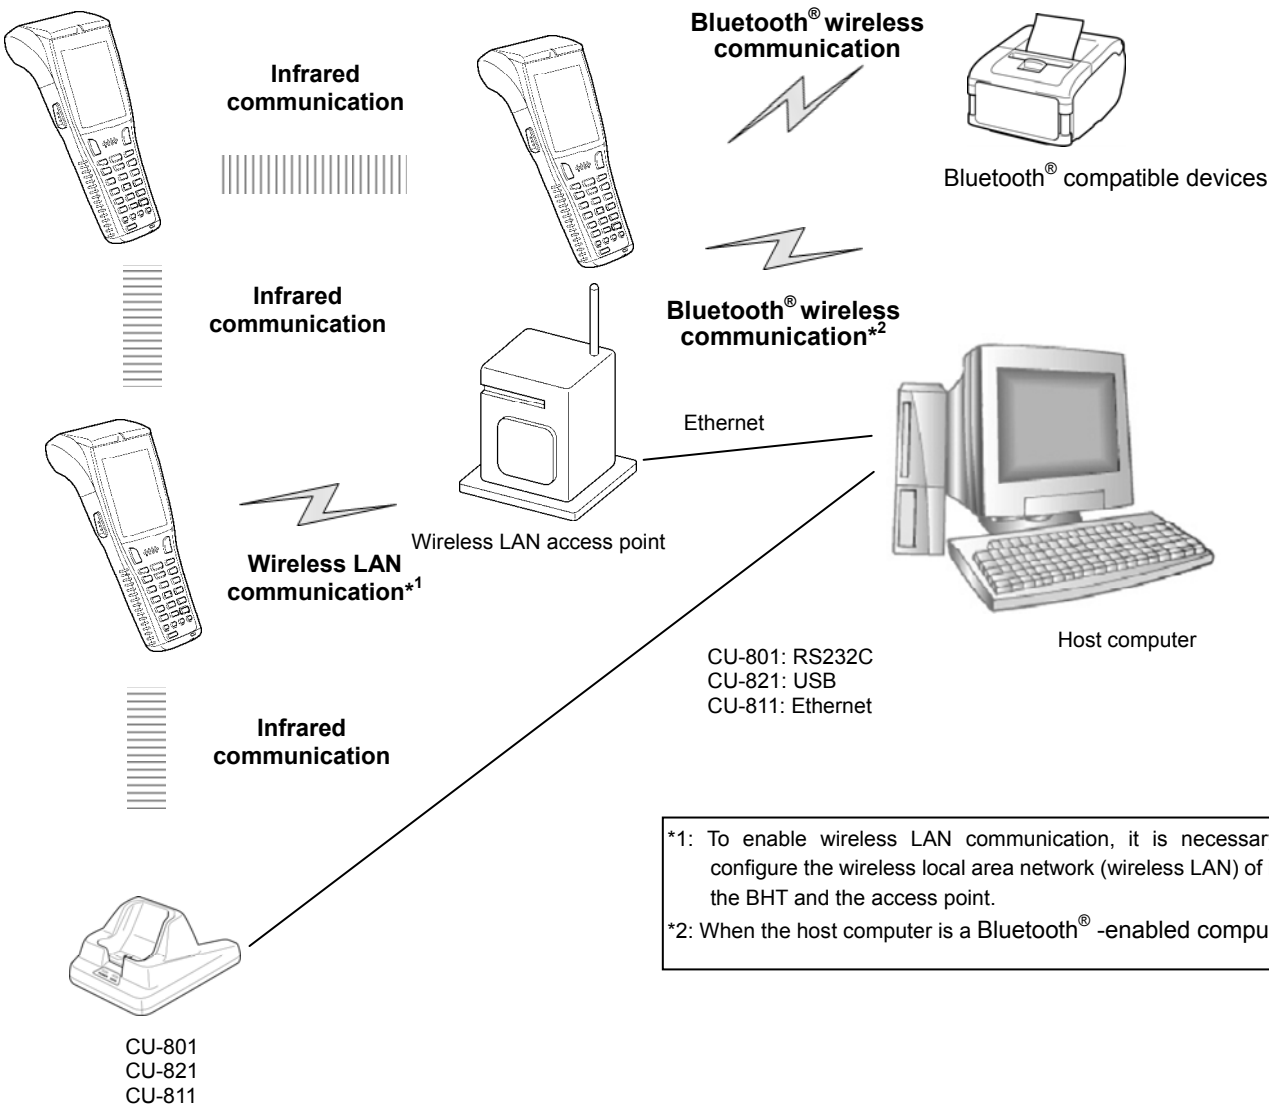 Bluetooth® wireless
communication
Infrared
communication
Bluetooth® compatible devices
Infrared
communication
Bluetooth® wireless
communication*2
Ethernet
Wireless LAN access point
Wireless LAN
communication*1
Host computer
CU-801: RS232C
CU-821: USB
CU-811: Ethernet
Infrared
communication
*1: To enable wireless LAN communication, it is necessar
configure the wireless local area network (wireless LAN) of
the BHT and the access point.
*2: When the host computer is a Bluetooth® -enabled compu
CU-801
CU-821
CU-811